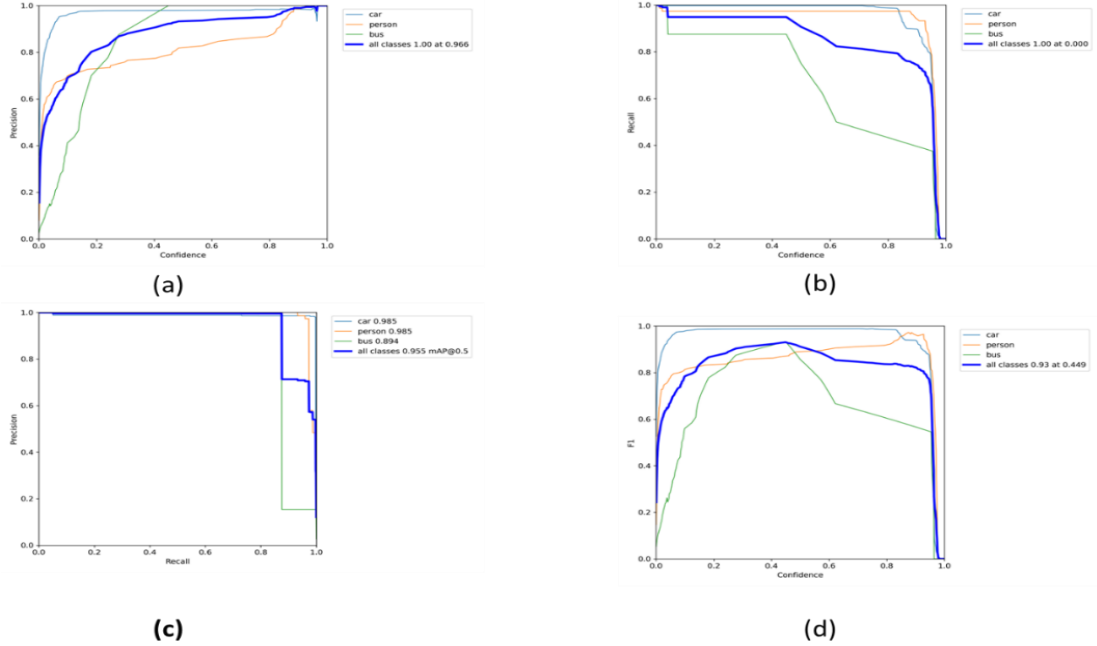 1.0
0.8
0.6
0.4
0.2
0.0
Precision
0.0 0.2 0.4 0.6 0.8 1.0
Confidence
car
person
bus
all classes 1.00 at 0.966
(a)
1.0
0.8
0.6
0.4
0.2
0.0
Recall
0.0 0.2 0.4 0.6 0.8 1.0
Confidence
car
person
bus
all classes 1.00 at 0.000
(b)
1.0
0.8
0.6
0.4
0.2
0.0
Precision
0.0 0.2 0.4 0.6 0.8 1.0
Recall
car 0.985
person 0.985
bus 0.894
all classes 0.955 mAP@0.5
(c)
1.0
0.8
0.6
0.4
0.2
0.0
F1
0.0 0.2 0.4 0.6 0.8 1.0
Confidence
car
person
bus
all classes 0.93 at 0.449
(d)